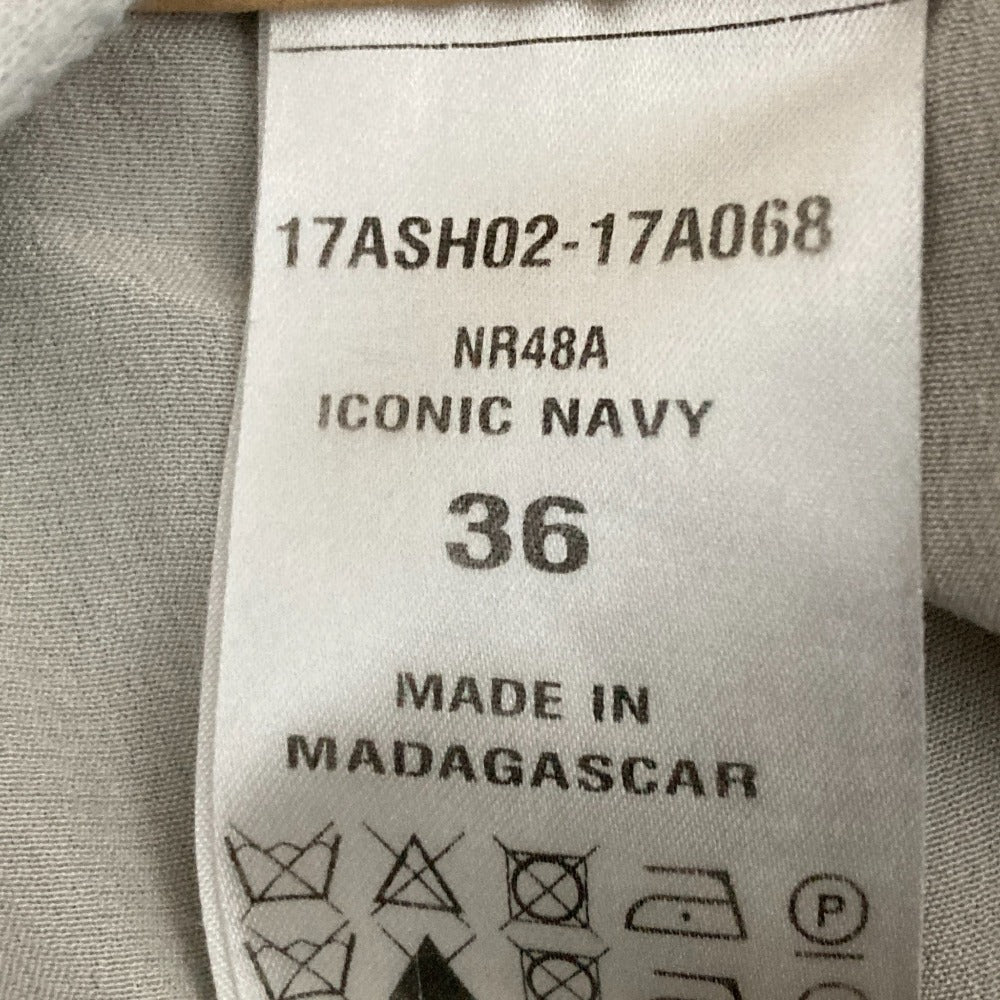 17ASH02-17A068
NR48A
ICONIC NAVY
36
MADE IN
MADAGASCAR
P